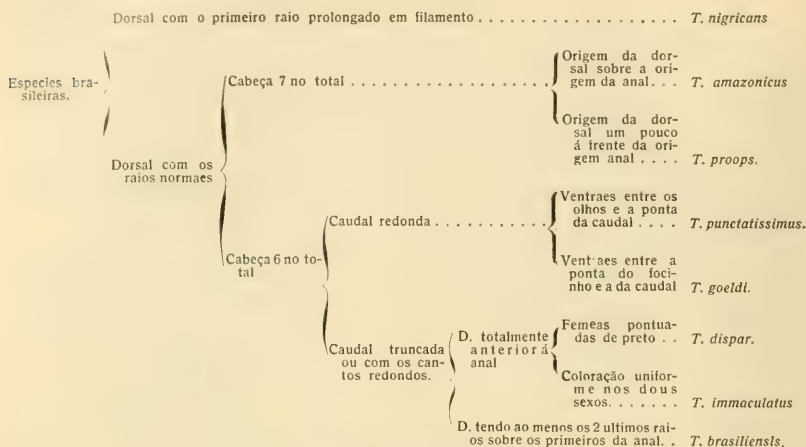 Dorsal com o primeiro raio prolongado em filamento . . . . . . . . . . . . . . . . . . . . T. nigricans
Especies bra-
sileiras.
Dorsal com os
raios normaes
Cabeça 7 no total . . . . . . . . . . . . . . . . . .
Origem da dor-
sal sobre a ori-
gem da anal. . . T. amazonicus
Origem da dor-
sal um pouco
á frente da ori-
gem anal . . . . T. proops.
Cabeça 6 no to-
tal
Caudal redonda . . . . . . . . . .
Ventraes entre os
olhos e a ponta
da caudal . . . . T. punctatissimus.
Vent aes entre a
ponta do foci-
nho e a da caudal T. goeldi.
Caudal truncada
ou com os can-
tos redondos.
D. totalmente
anterior á
anal
Femeas pontua-
das de preto . . T. dispar.
Coloração unifor-
me nos dous
sexos. . . . . . . T. immaculatus
D. tendo ao menos os 2 ultimos rai-
os sobre os primeiros da anal. . T. brasiliensls.